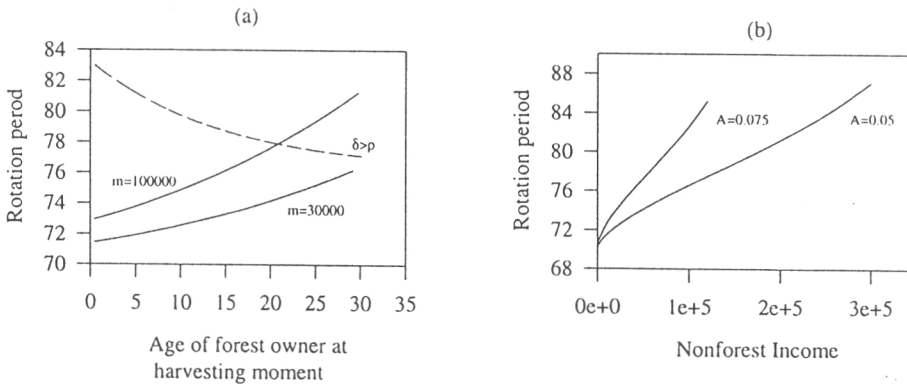 (a)
84
82
80
78
76
74
72
70
Rotation perod
δ>ρ
m=100000
m=30000
0 5 10 15 20 25 30 35
Age of forest owner at
harvesting moment
(b)
88
84
80
76
72
68
Rotation period
A=0.075
A=0.05
0e+0 1e+5 2e+5 3e+5
Nonforest Income